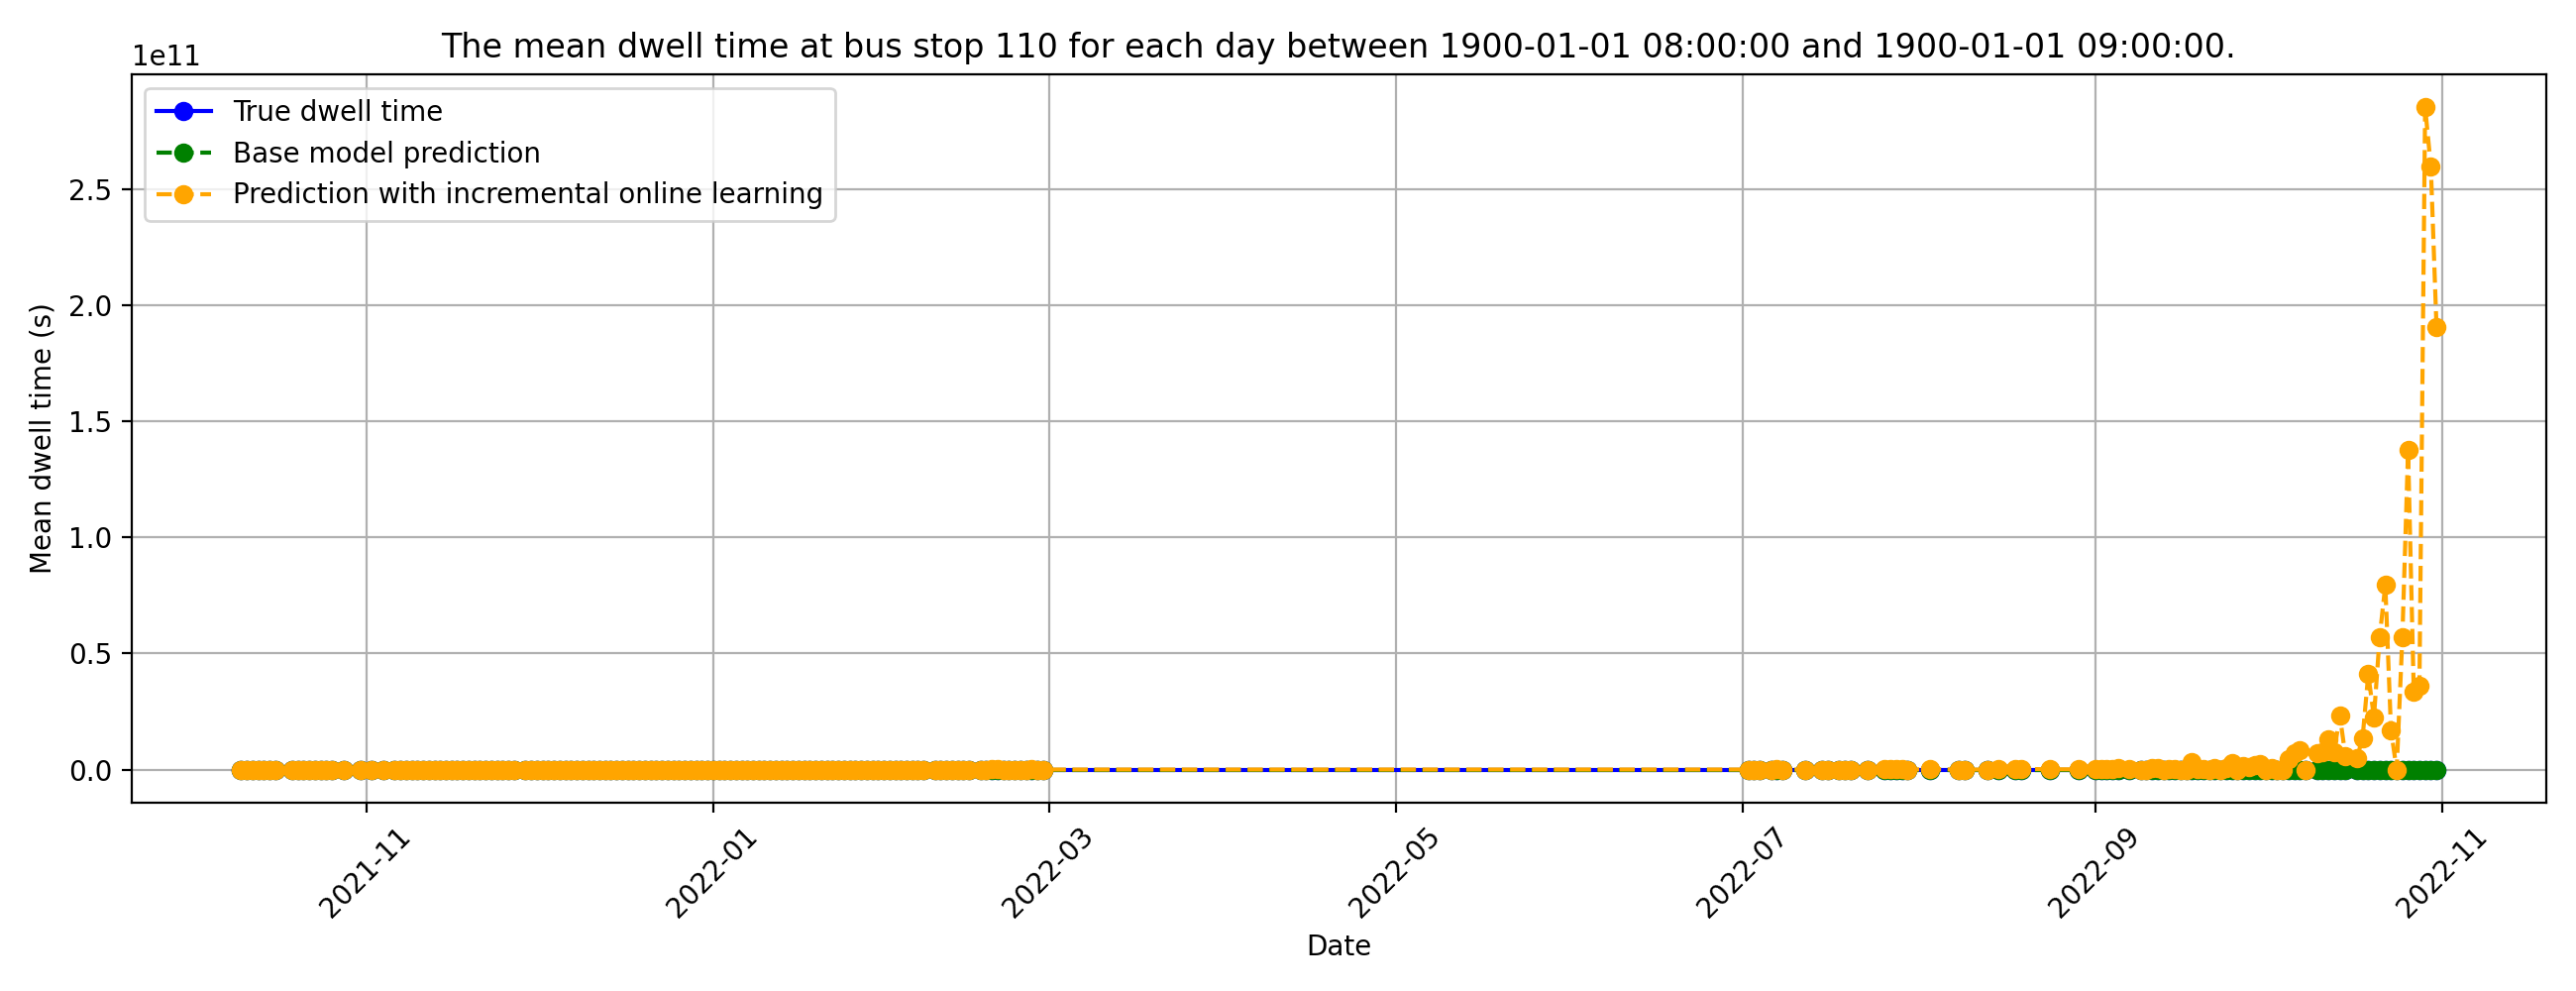 The mean dwell time at bus stop 110 for each day between 1900-01-01 08:00:00 and 1900-01-01 09:00:00.
1e11
True dwell time
Base model prediction
Prediction with incremental online learning
Mean dwell time (s)
2.5
2.0
1.5
1.0
0.5
0.0
2021-11
2022-01
2022-03
2022-05
2022-07
2022-09
2022-11
Date